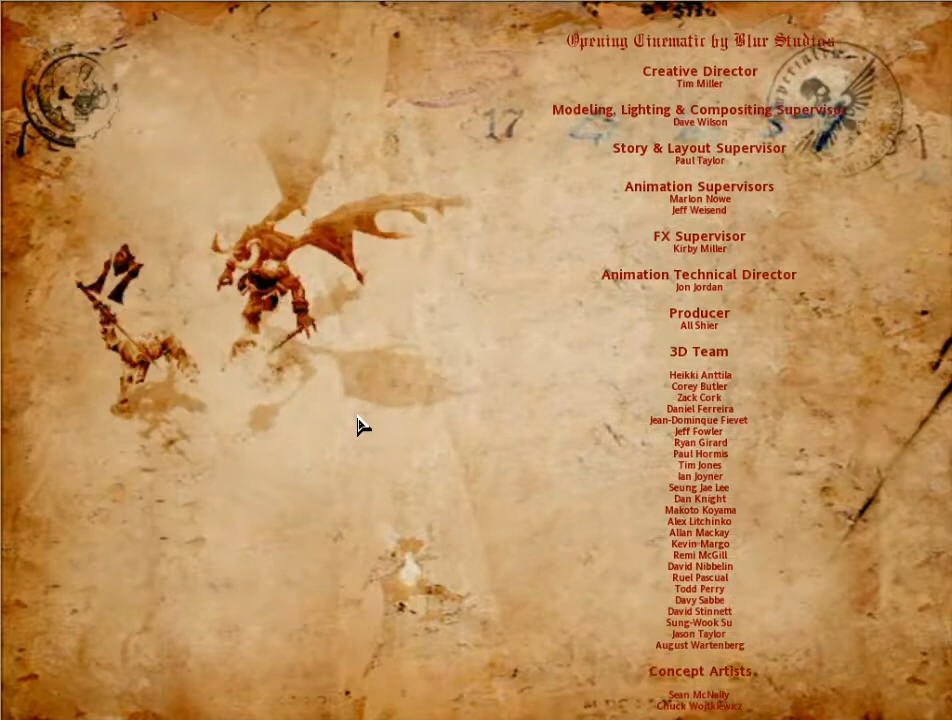 Opening Cinematic by Blur Studios
Creative Director
Tim Miller
Modeling, Lighting & Compositing Supervisor
Dave Wilson
17
Story & Layout Supervisor
Paul Taylor
Animation Supervisors
Marlon Nowe
Jeff Weisend
FX Supervisor
Kirby Miller
Animation Technical Director
Jon Jordan
Producer
All Shier
3D Team
Heikki Anttila
Corey Butler
Zack Cork
Daniel Ferreira
Jean-Dominque Fievet
Jeff Fowler
Ryan Girard
Paul Hormis
Tim Jones
Ian Joyner
Seung Jae Lee
Dan Knight
Makoto Koyama
Alex Litchinko
Allan Mackay
Kevin Margo
Remi McGill
David Nibbelin
Ruel Pascual
Todd Perry
Davy Sabbe
David Stinnett
Sung-Wook Su
Jason Taylor
August Wartenberg
Concept Artists
Sean McNally
Chuck Wojtkiewicz